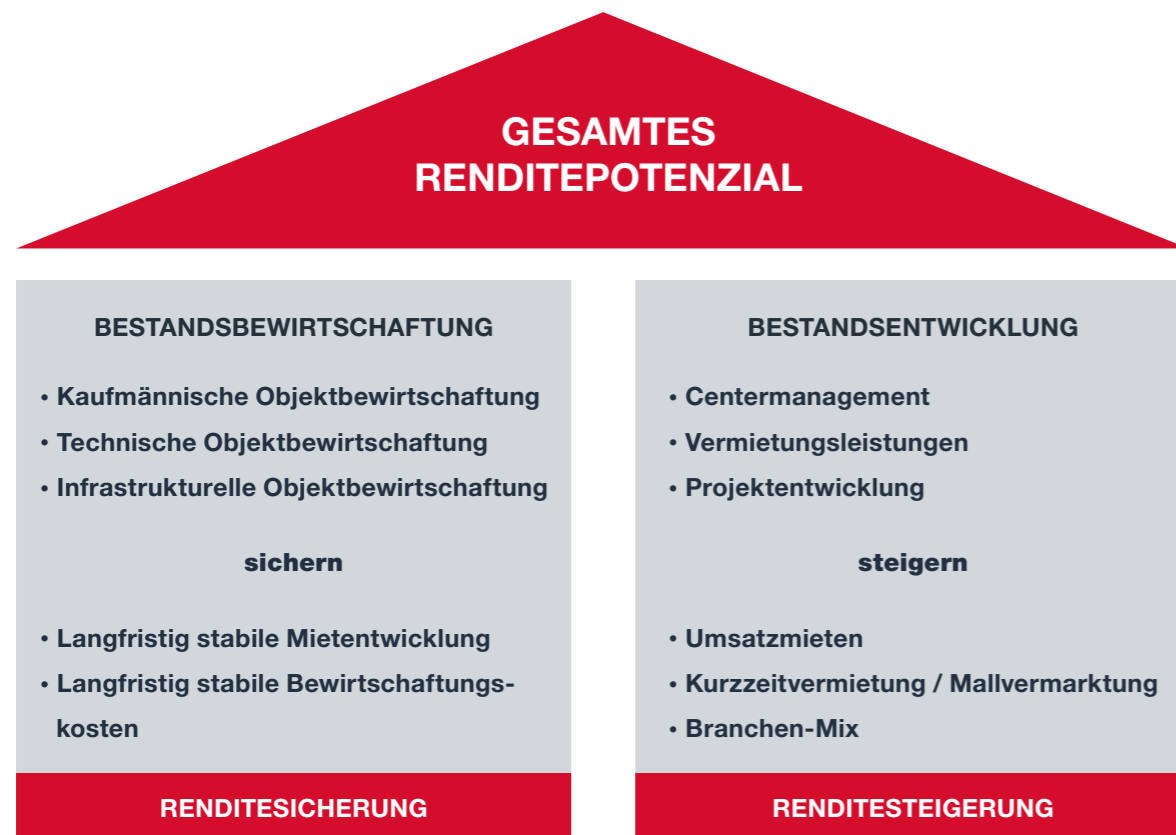 GESAMTES
RENDITEPOTENZIAL
BESTANDSBEWIRTSCHAFTUNG
• Kaufmännische Objektbewirtschaftung
• Technische Objektbewirtschaftung
• Infrastrukturelle Objektbewirtschaftung
sichern
• Langfristig stabile Mietentwicklung
• Langfristig stabile Bewirtschaftungs-
kosten
RENDITESICHERUNG
BESTANDSENTWICKLUNG
• Centermanagement
• Vermietungsleistungen
• Projektentwicklung
steigern
• Umsatzmieten
• Kurzzeitvermietung / Mallvermarktung
• Branchen-Mix
RENDITESTEIGERUNG